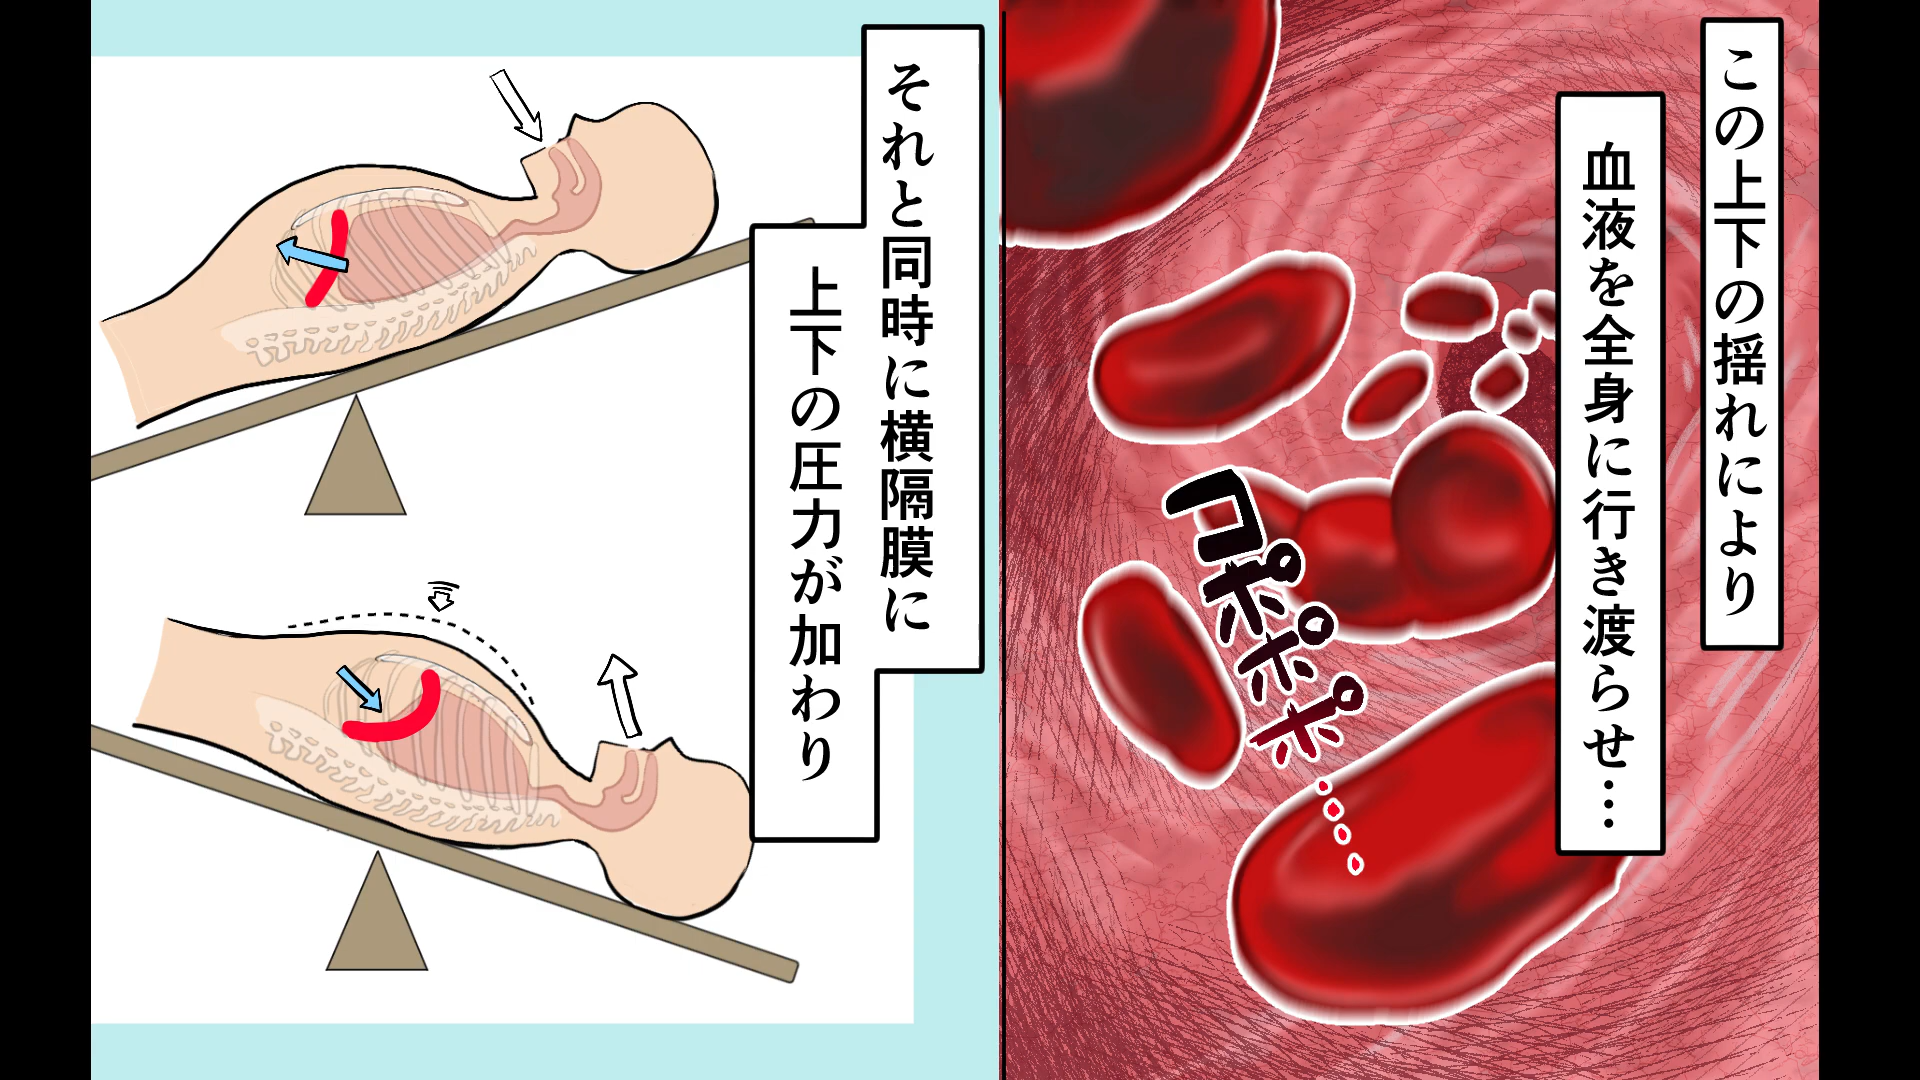 この上下の揺れにより
血液を全身に行き渡らせ…
コポポポ……
それと同時に横隔膜に
上下の圧力が加わり